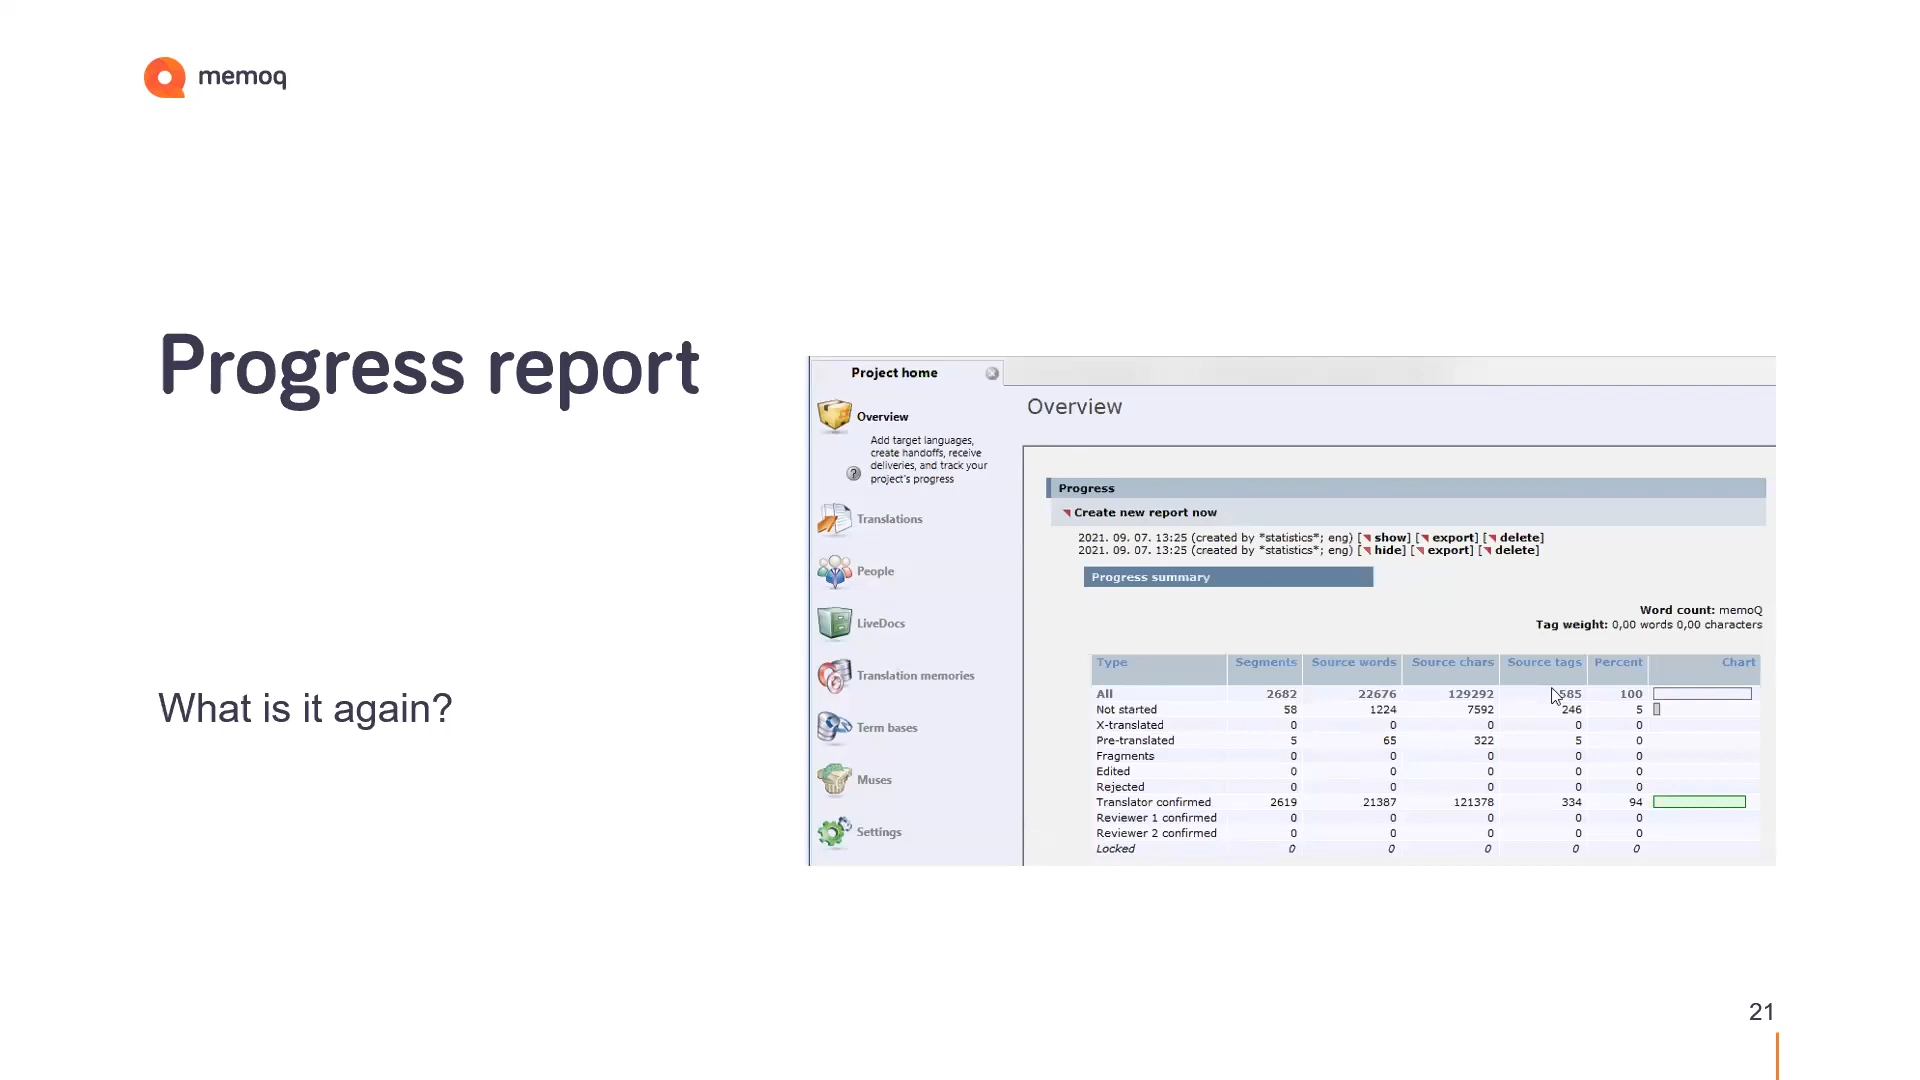 memoq
Progress report
What is it again?
Project home
Overview
Add target languages,
create handoffs, receive
deliveries, and track your
project's progress
Translations
People
LiveDocs
Translation memories
Term bases
Muses
Settings
Overview
Progress
Create new report now
2021. 09. 07. 13:25 (created by *statistics*; eng) [ show] [ export] [ delete]
2021. 09. 07. 13:25 (created by *statistics*; eng) [ hide] [ export] [ delete]
Progress summary
Word count: memoQ
Tag weight: 0,00 words 0,00 characters
Type Segments Source words Source chars Source tags Percent Chart
All 2682 22676 129292 585 100
Not started 58 1224 7592 246 5
X-translated 0 0 0 0 0
Pre-translated 5 65 322 5 0
Fragments 0 0 0 0 0
Edited 0 0 0 0 0
Rejected 0 0 0 0 0
Translator confirmed 2619 21387 121378 334 94
Reviewer 1 confirmed 0 0 0 0 0
Reviewer 2 confirmed 0 0 0 0 0
Locked 0 0 0 0 0
21